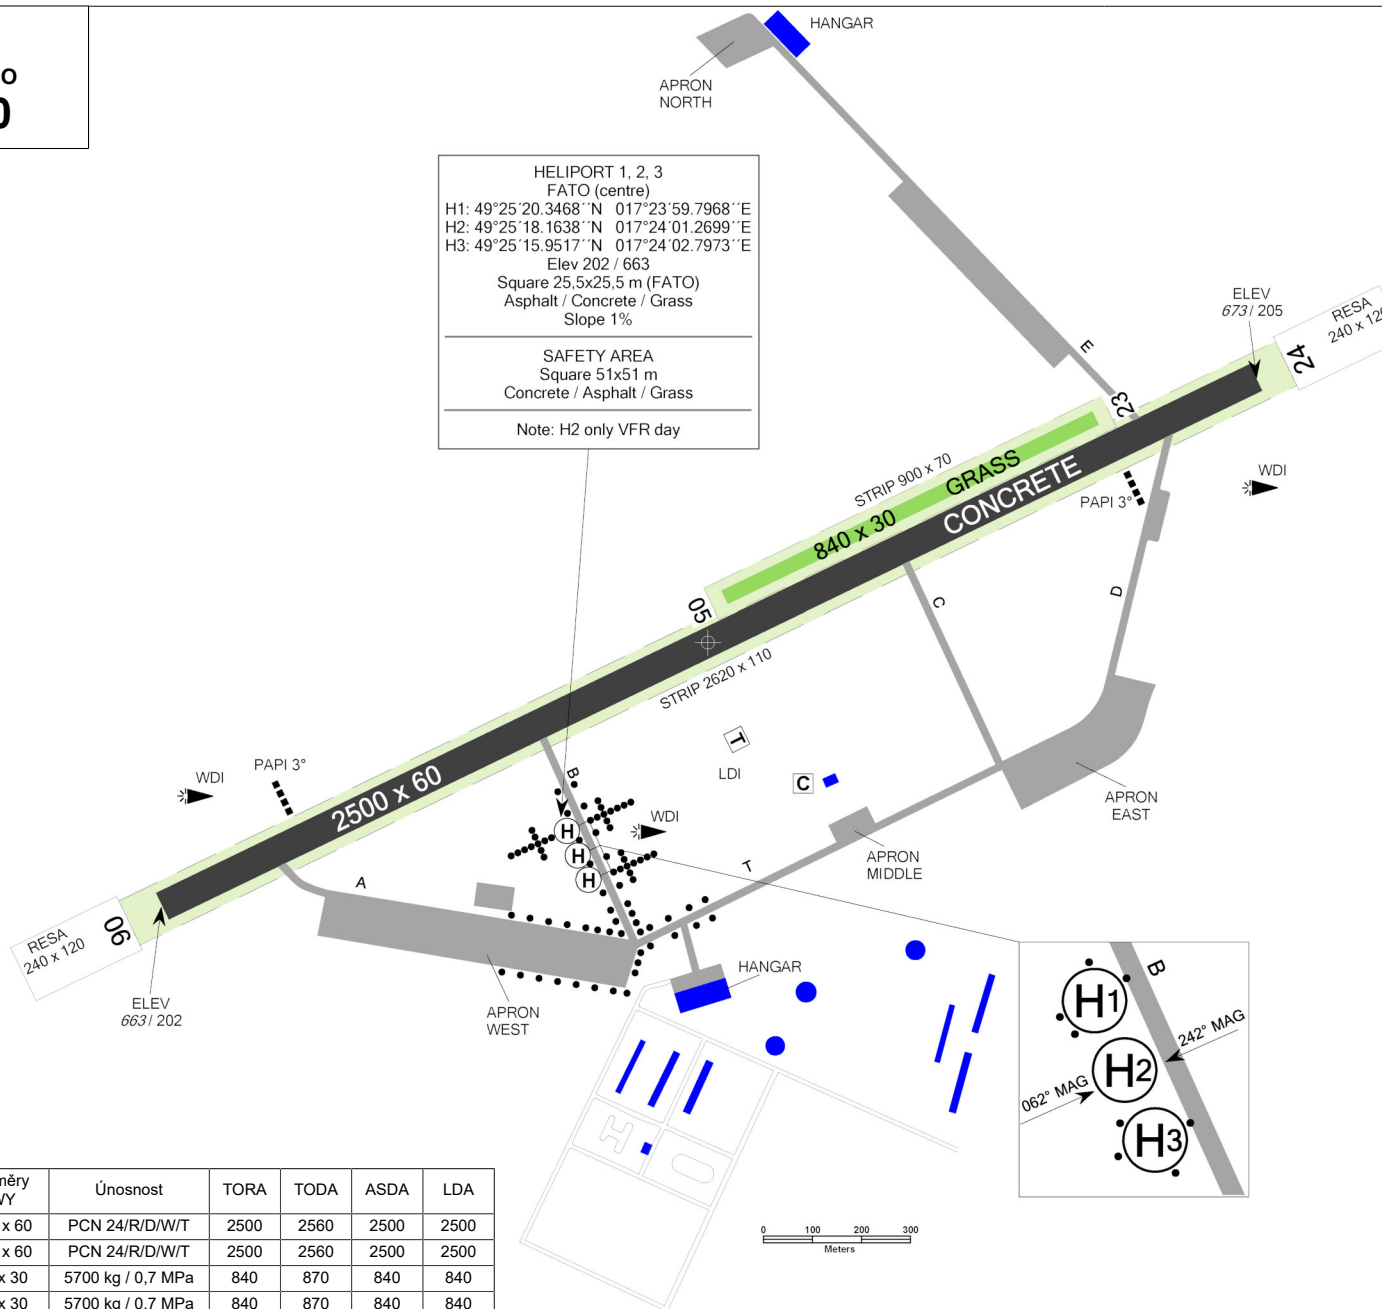 HANGAR
APRON
NORTH
HELIPORT 1, 2, 3
FATO (centre)
H1: 49°25´20.3468´´N 017°23´59.7968´´E
H2: 49°25´18.1638´´N 017°24´01.2699´´E
H3: 49°25´15.9517´´N 017°24´02.7973´´E
Elev 202 / 663
Square 25,5x25,5 m (FATO)
Asphalt / Concrete / Grass
Slope 1%
SAFETY AREA
Square 51x51 m
Concrete / Asphalt / Grass
Note: H2 only VFR day
ELEV
673 / 205
RESA
24
E
23
WDI
PAPI 3°
STRIP 900 x 70
GRASS
840 x 30
CONCRETE
05
C
D
STRIP 2620 x 110
T
LDI
C
WDI
PAPI 3°
2500 x 60
B
H
H
H
WDI
T
APRON
MIDDLE
APRON
EAST
A
06
RESA
240 x 120
ELEV
663 / 202
APRON
WEST
HANGAR
B
H1
H2
H3
242° MAG
062° MAG
0 100 200 300
Meters
Únosnost TORA TODA ASDA LDA
x 60 PCN 24/R/D/W/T 2500 2560 2500 2500
x 60 PCN 24/R/D/W/T 2500 2560 2500 2500
x 30 5700 kg / 0,7 MPa 840 870 840 840
x 30 5700 kg / 0,7 MPa 840 870 840 840